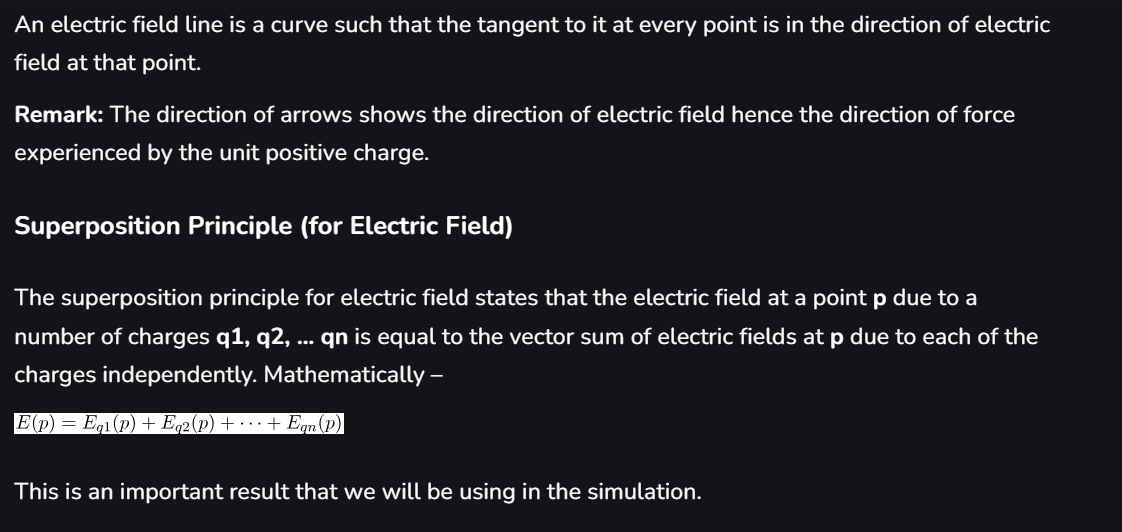 An electric field line is a curve such that the tangent to it at every point is in the direction of electric
field at that point.
Remark: The direction of arrows shows the direction of electric field hence the direction of force
experienced by the unit positive charge.
Superposition Principle (for Electric Field)
The superposition principle for electric field states that the electric field at a point p due to a
number of charges q1, q2, ... qn is equal to the vector sum of electric fields at p due to each of the
charges independently. Mathematically –
E(p) = E_{q1}(p) + E_{q2}(p) + ⋯ + E_{qn}(p)
This is an important result that we will be using in the simulation.